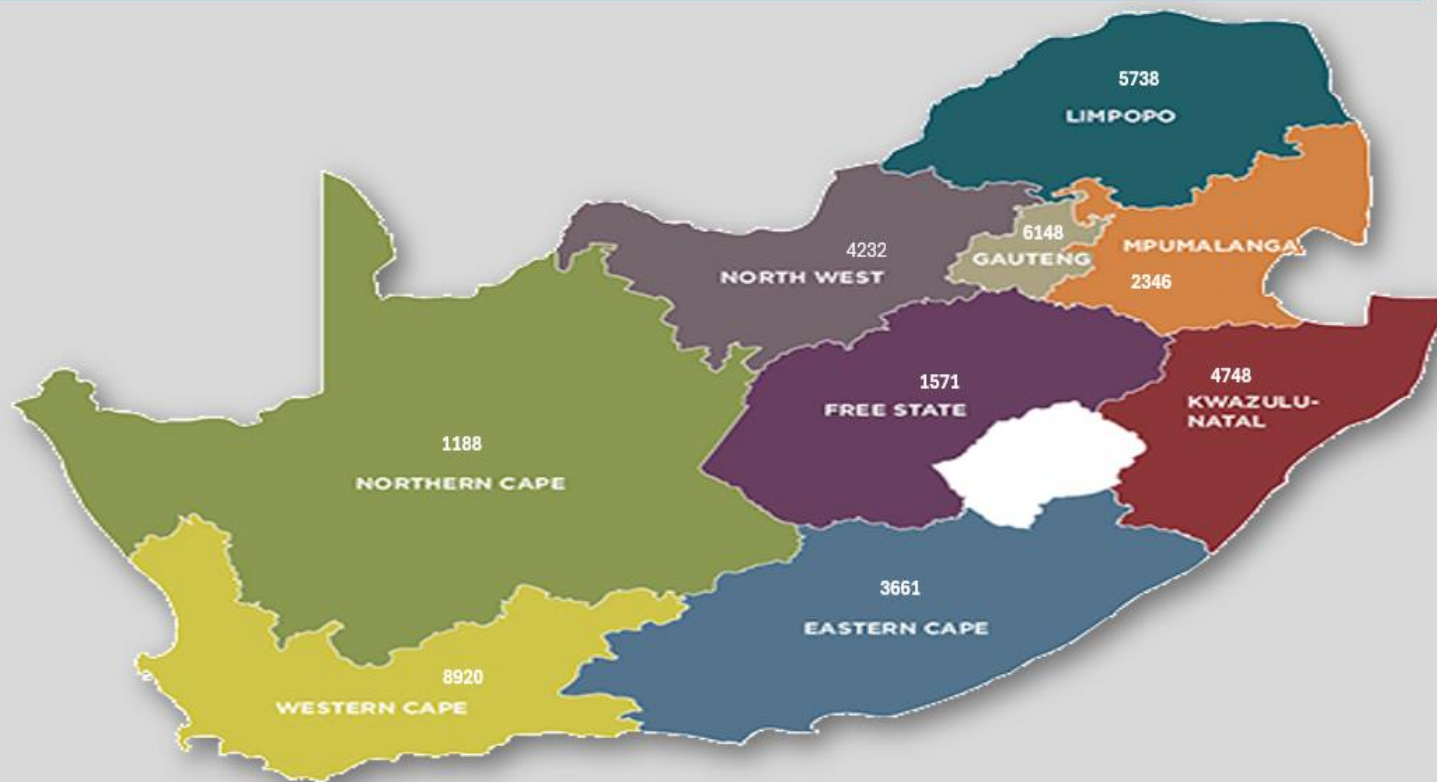 5738
LIMPOPO
6148
GAUTENG
MPUMALANGA
2346
4232
NORTH WEST
1571
FREE STATE
4748
KWAZULU-
NATAL
1188
NORTHERN CAPE
3661
EASTERN CAPE
8920
WESTERN CAPE